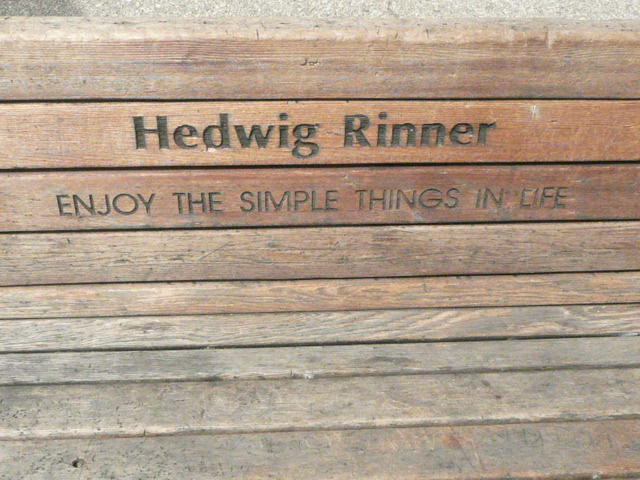 Hedwig Rinner
ENJOY THE SIMPLE THINGS IN LIFE